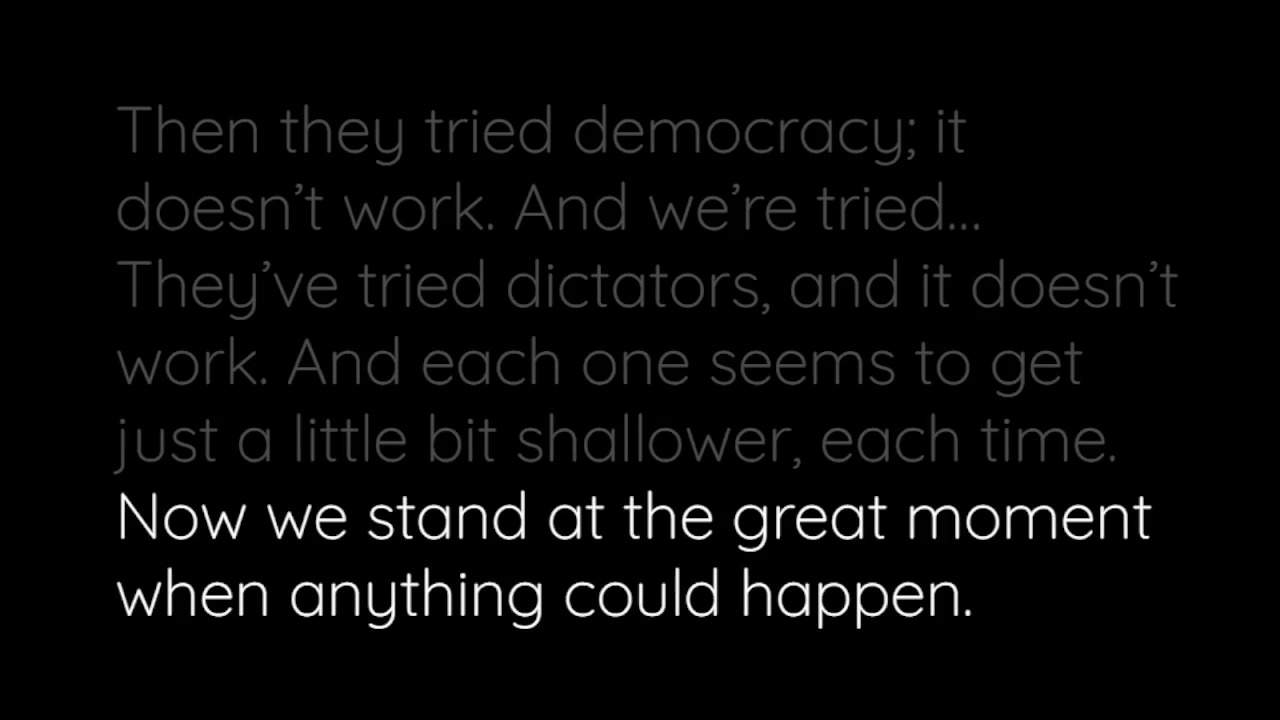 Then they tried democracy; it
doesn’t work. And we’re tried...
They’ve tried dictators, and it doesn’t
work. And each one seems to get
just a little bit shallower, each time.
Now we stand at the great moment
when anything could happen.